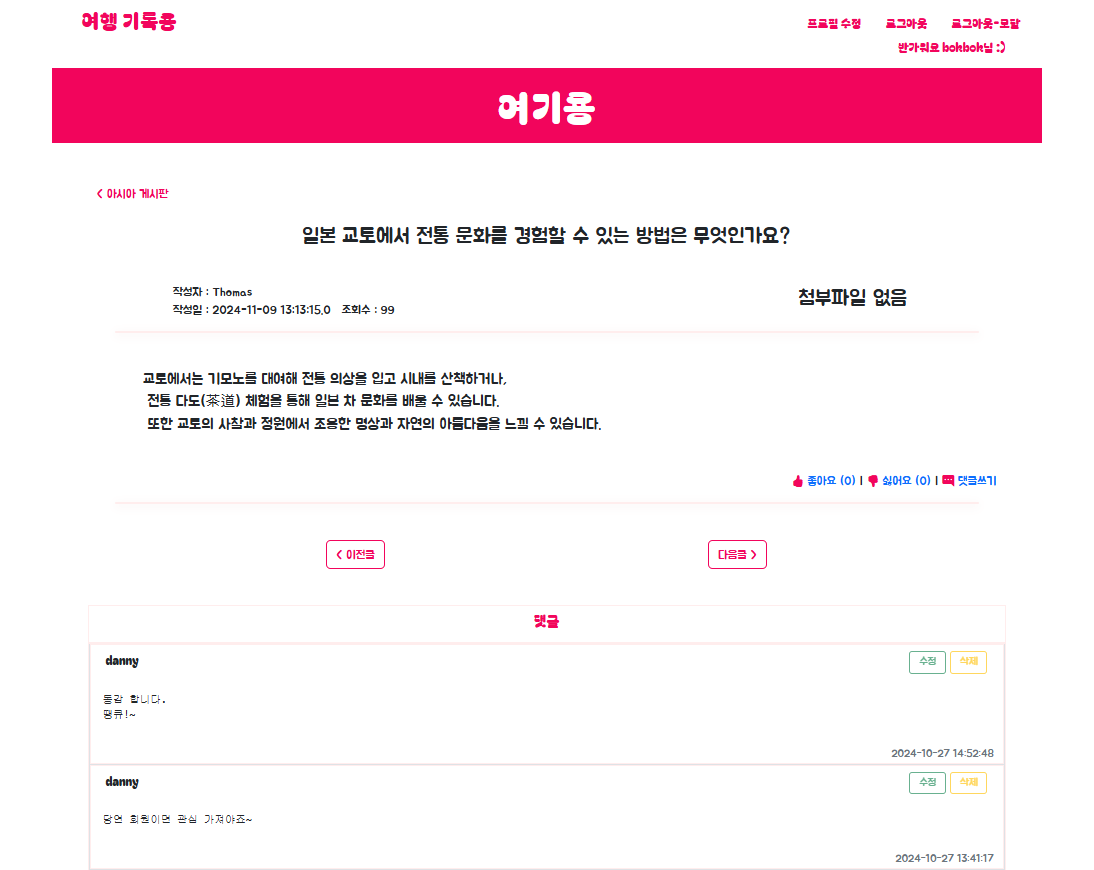 여행 기록용
프로필 수정 로그아웃 로그아웃-모달
반가워요 bokbok님 :)
여기용
< 아시아 게시판
일본 교토에서 전통 문화를 경험할 수 있는 방법은 무엇인가요?
작성자 : Thomas
작성일 : 2024-11-09 13:13:15.0 조회수 : 99
첨부파일 없음
교토에서는 기모노를 대여해 전통 의상을 입고 시내를 산책하거나,
전통 다도(茶道) 체험을 통해 일본 차 문화를 배울 수 있습니다.
또한 교토의 사찰과 정원에서 조용한 명상과 자연의 아름다움을 느낄 수 있습니다.
좋아요 (0) | 싫어요 (0) | 댓글쓰기
< 이전글 다음글 >
댓글
danny 수정 삭제
동감 합니다.
땡큐!~
2024-10-27 14:52:48
danny 수정 삭제
당연 회원이면 관심 가져야죠~
2024-10-27 13:41:17